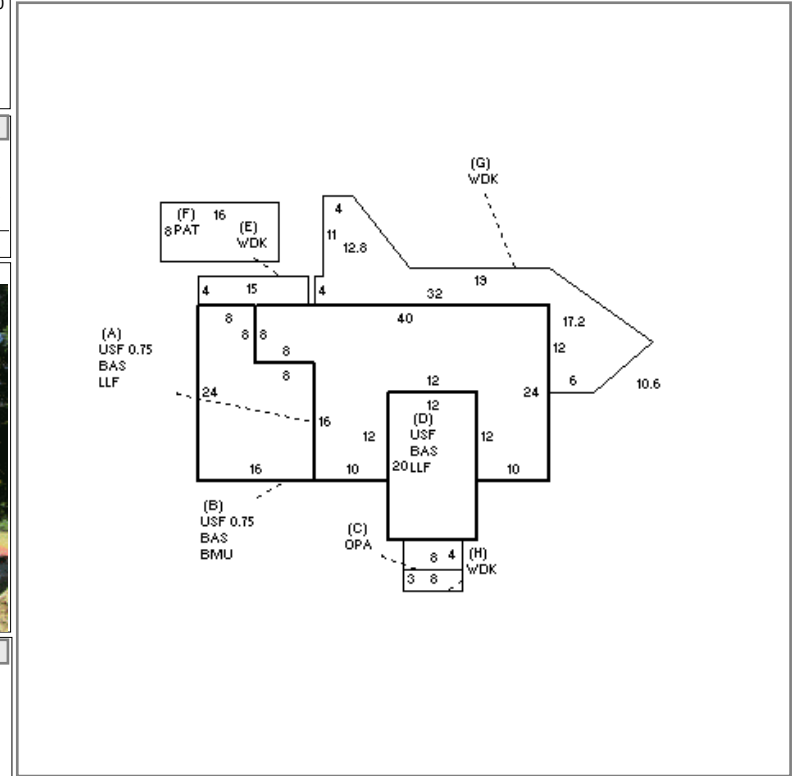 (G)
WDK
4
(F) 16
8 PAT
(E)
WDK
11
12.8
19
4 15
4
32
8
40
17.2
8 8
(A)
USF 0.75
BAS
LLF
8
8
12
12
6
10.6
24
24
12
(D)
USF
BAS
20 LLF
16
12
12
16
10
10
(B)
USF 0.75
BAS
BMU
(C)
OPA
8 4
(H)
WDK
3 8